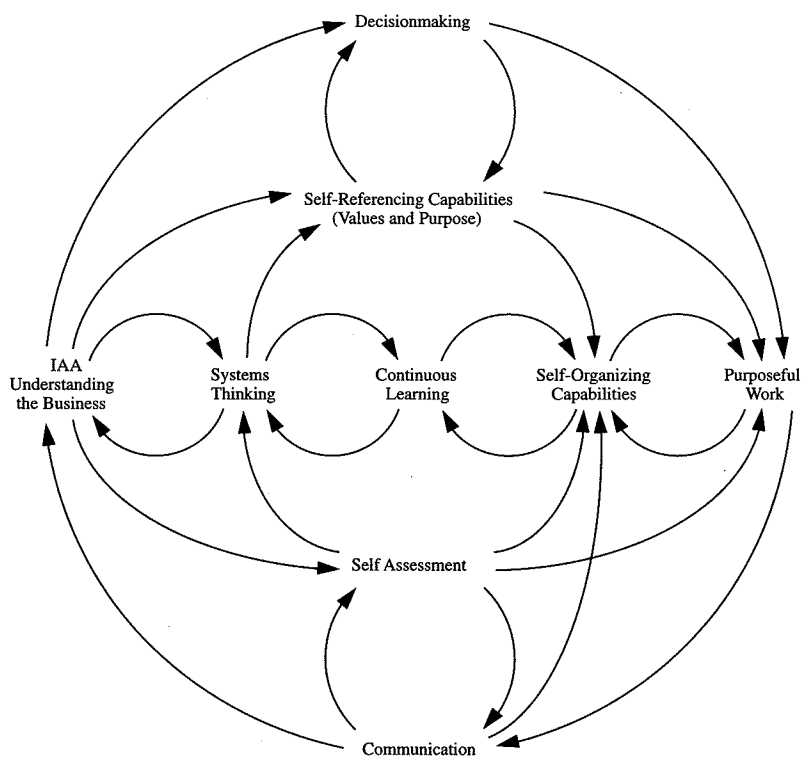 Decisionmaking
Self-Referencing Capabilities
(Values and Purpose)
IAA
Understanding
the Business
Systems
Thinking
Continuous
Learning
Self-Organizing
Capabilities
Purposeful
Work
Self Assessment
Communication